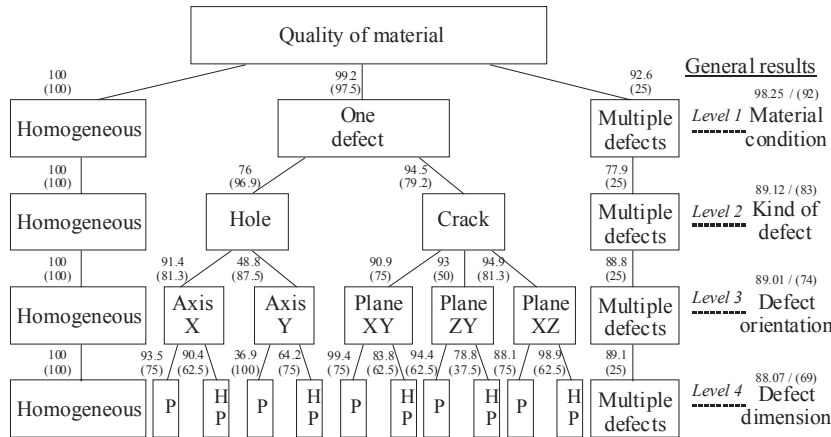 Quality of material
General results
100
(100)
99.2
(97.5)
92.6
(25)
98.25 / (92)
Homogeneous
One
defect
Multiple
defects
Level 1
Material
condition
100
(100)
76
(96.9)
94.5
(79.2)
77.9
(25)
89.12 / (83)
Homogeneous
Hole
Crack
Multiple
defects
Level 2
Kind of
defect
100
(100)
91.4
(81.3)
48.8
(87.5)
90.9
(75)
93
(50)
94.9
(81.3)
88.8
(25)
89.01 / (74)
Homogeneous
Axis
X
Axis
Y
Plane
XY
Plane
ZY
Plane
XZ
Multiple
defects
Level 3
Defect
orientation
100
(100)
93.5
(75)
90.4
(62.5)
36.9
(100)
64.2
(75)
99.4
(75)
83.8
(62.5)
94.4
(62.5)
78.8
(37.5)
88.1
(75)
98.9
(62.5)
89.1
(25)
88.07 / (69)
Homogeneous
P
H
P
P
H
P
P
H
P
P
H
P
P
H
P
Multiple
defects
Level 4
Defect
dimension